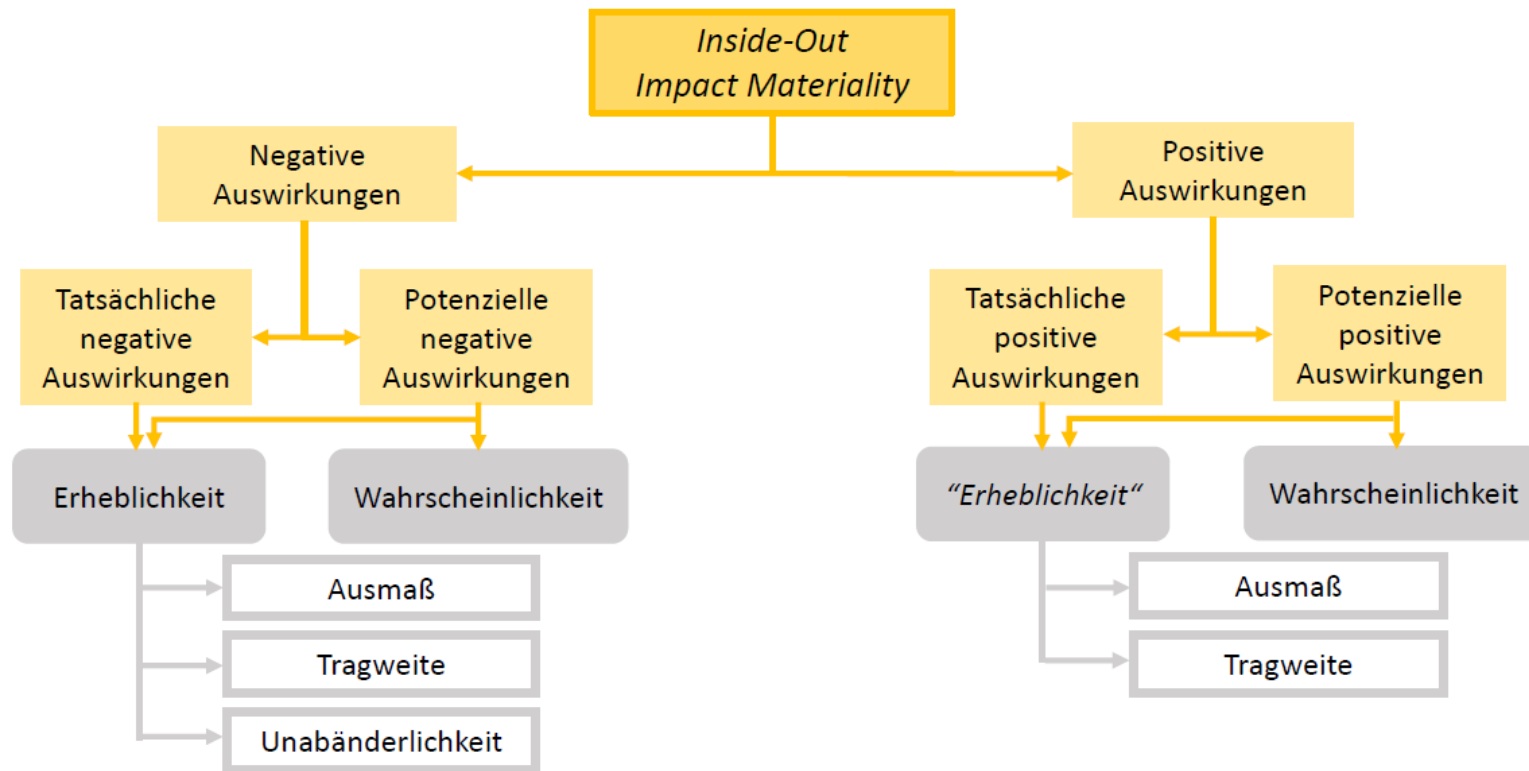 Inside-Out
Impact Materiality
Negative
Auswirkungen
Positive
Auswirkungen
Tatsächliche
negative
Auswirkungen
Potenzielle
negative
Auswirkungen
Tatsächliche
positive
Auswirkungen
Potenzielle
positive
Auswirkungen
Erheblichkeit
Wahrscheinlichkeit
“Erheblichkeit“
Wahrscheinlichkeit
Ausmaß
Tragweite
Unabänderlichkeit
Ausmaß
Tragweite